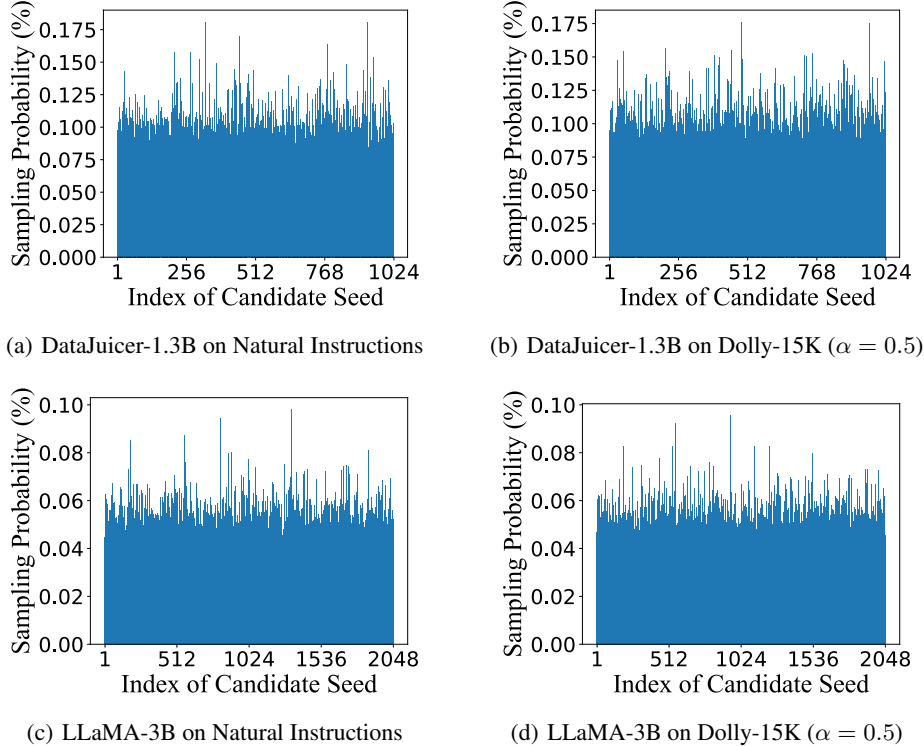 Sampling Probability (%)
0.175
0.150
0.125
0.100
0.075
0.050
0.025
0.000
1 256 512 768 1024
Index of Candidate Seed
(a) DataJuicer-1.3B on Natural Instructions
Sampling Probability (%)
0.175
0.150
0.125
0.100
0.075
0.050
0.025
0.000
1 256 512 768 1024
Index of Candidate Seed
(b) DataJuicer-1.3B on Dolly-15K (α = 0.5)
Sampling Probability (%)
0.10
0.08
0.06
0.04
0.02
0.00
1 512 1024 1536 2048
Index of Candidate Seed
(c) LLaMA-3B on Natural Instructions
Sampling Probability (%)
0.10
0.08
0.06
0.04
0.02
0.00
1 512 1024 1536 2048
Index of Candidate Seed
(d) LLaMA-3B on Dolly-15K (α = 0.5)